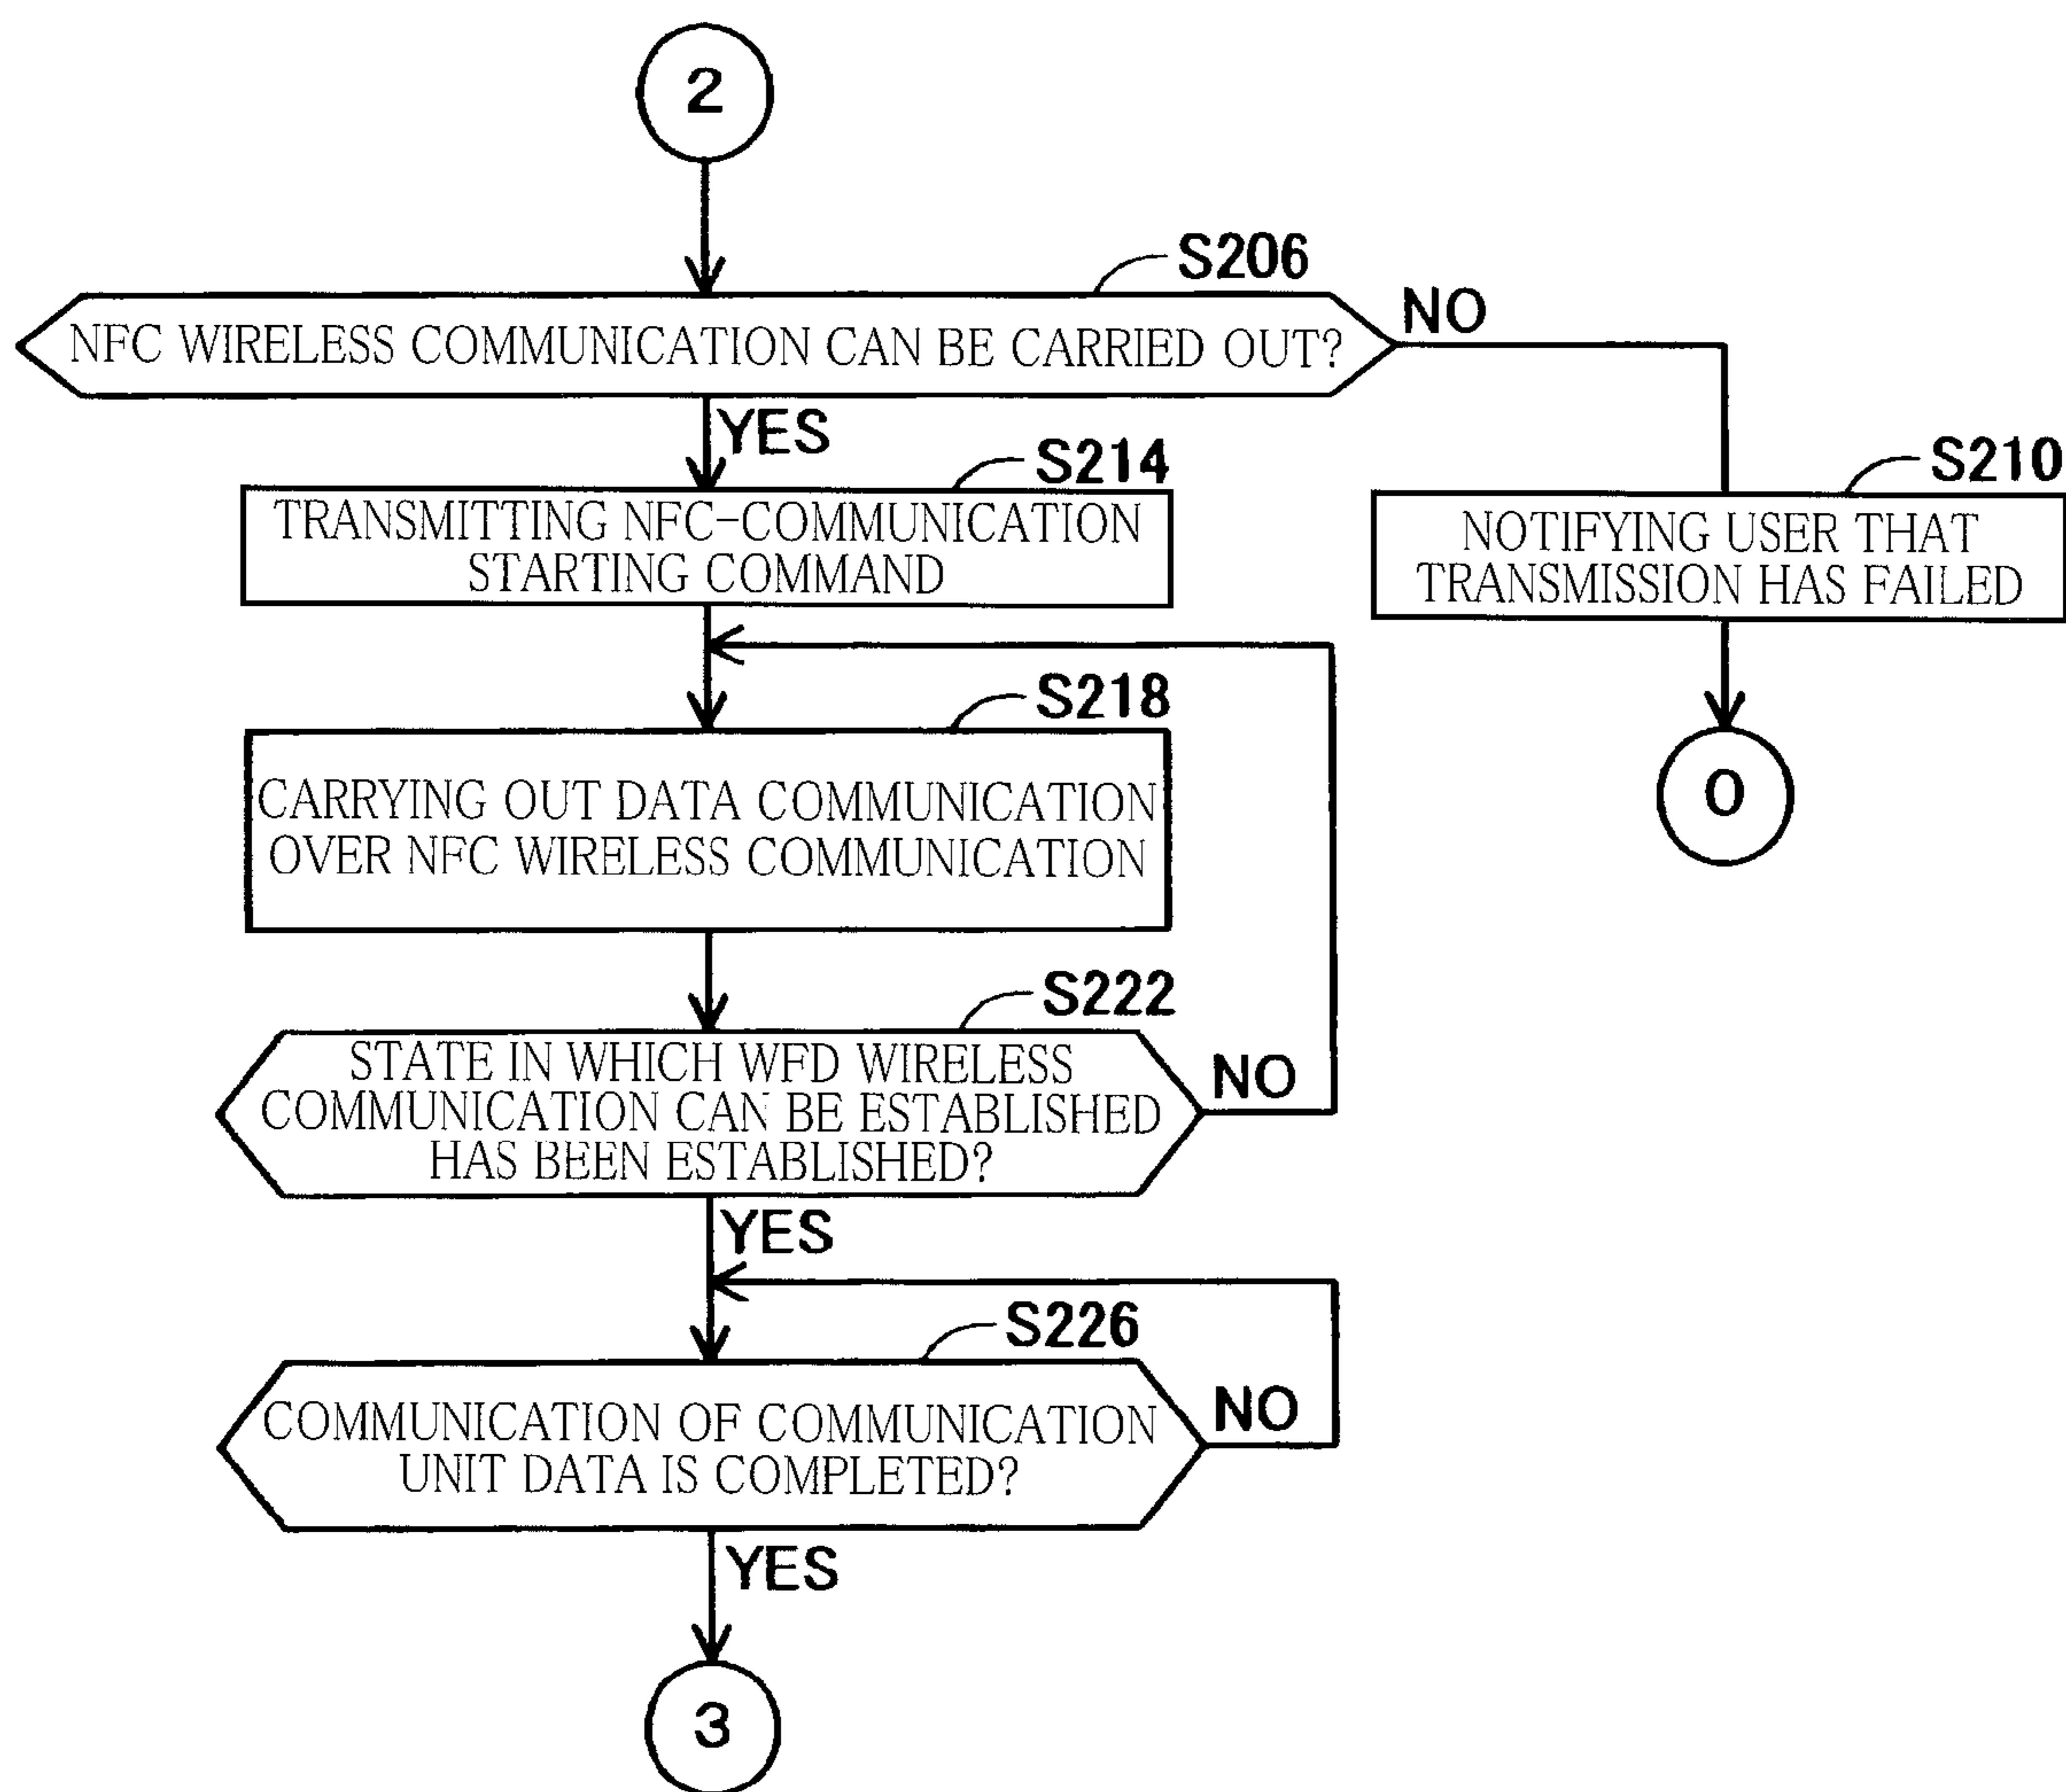 2
S206
NFC WIRELESS COMMUNICATION CAN BE CARRIED OUT?
NO
YES
S214
TRANSMITTING NFC-COMMUNICATION
STARTING COMMAND
S210
NOTIFYING USER THAT
TRANSMISSION HAS FAILED
0
S218
CARRYING OUT DATA COMMUNICATION
OVER NFC WIRELESS COMMUNICATION
S222
STATE IN WHICH WFD WIRELESS
COMMUNICATION CAN BE ESTABLISHED
HAS BEEN ESTABLISHED?
NO
YES
S226
COMMUNICATION OF COMMUNICATION
UNIT DATA IS COMPLETED?
NO
YES
3